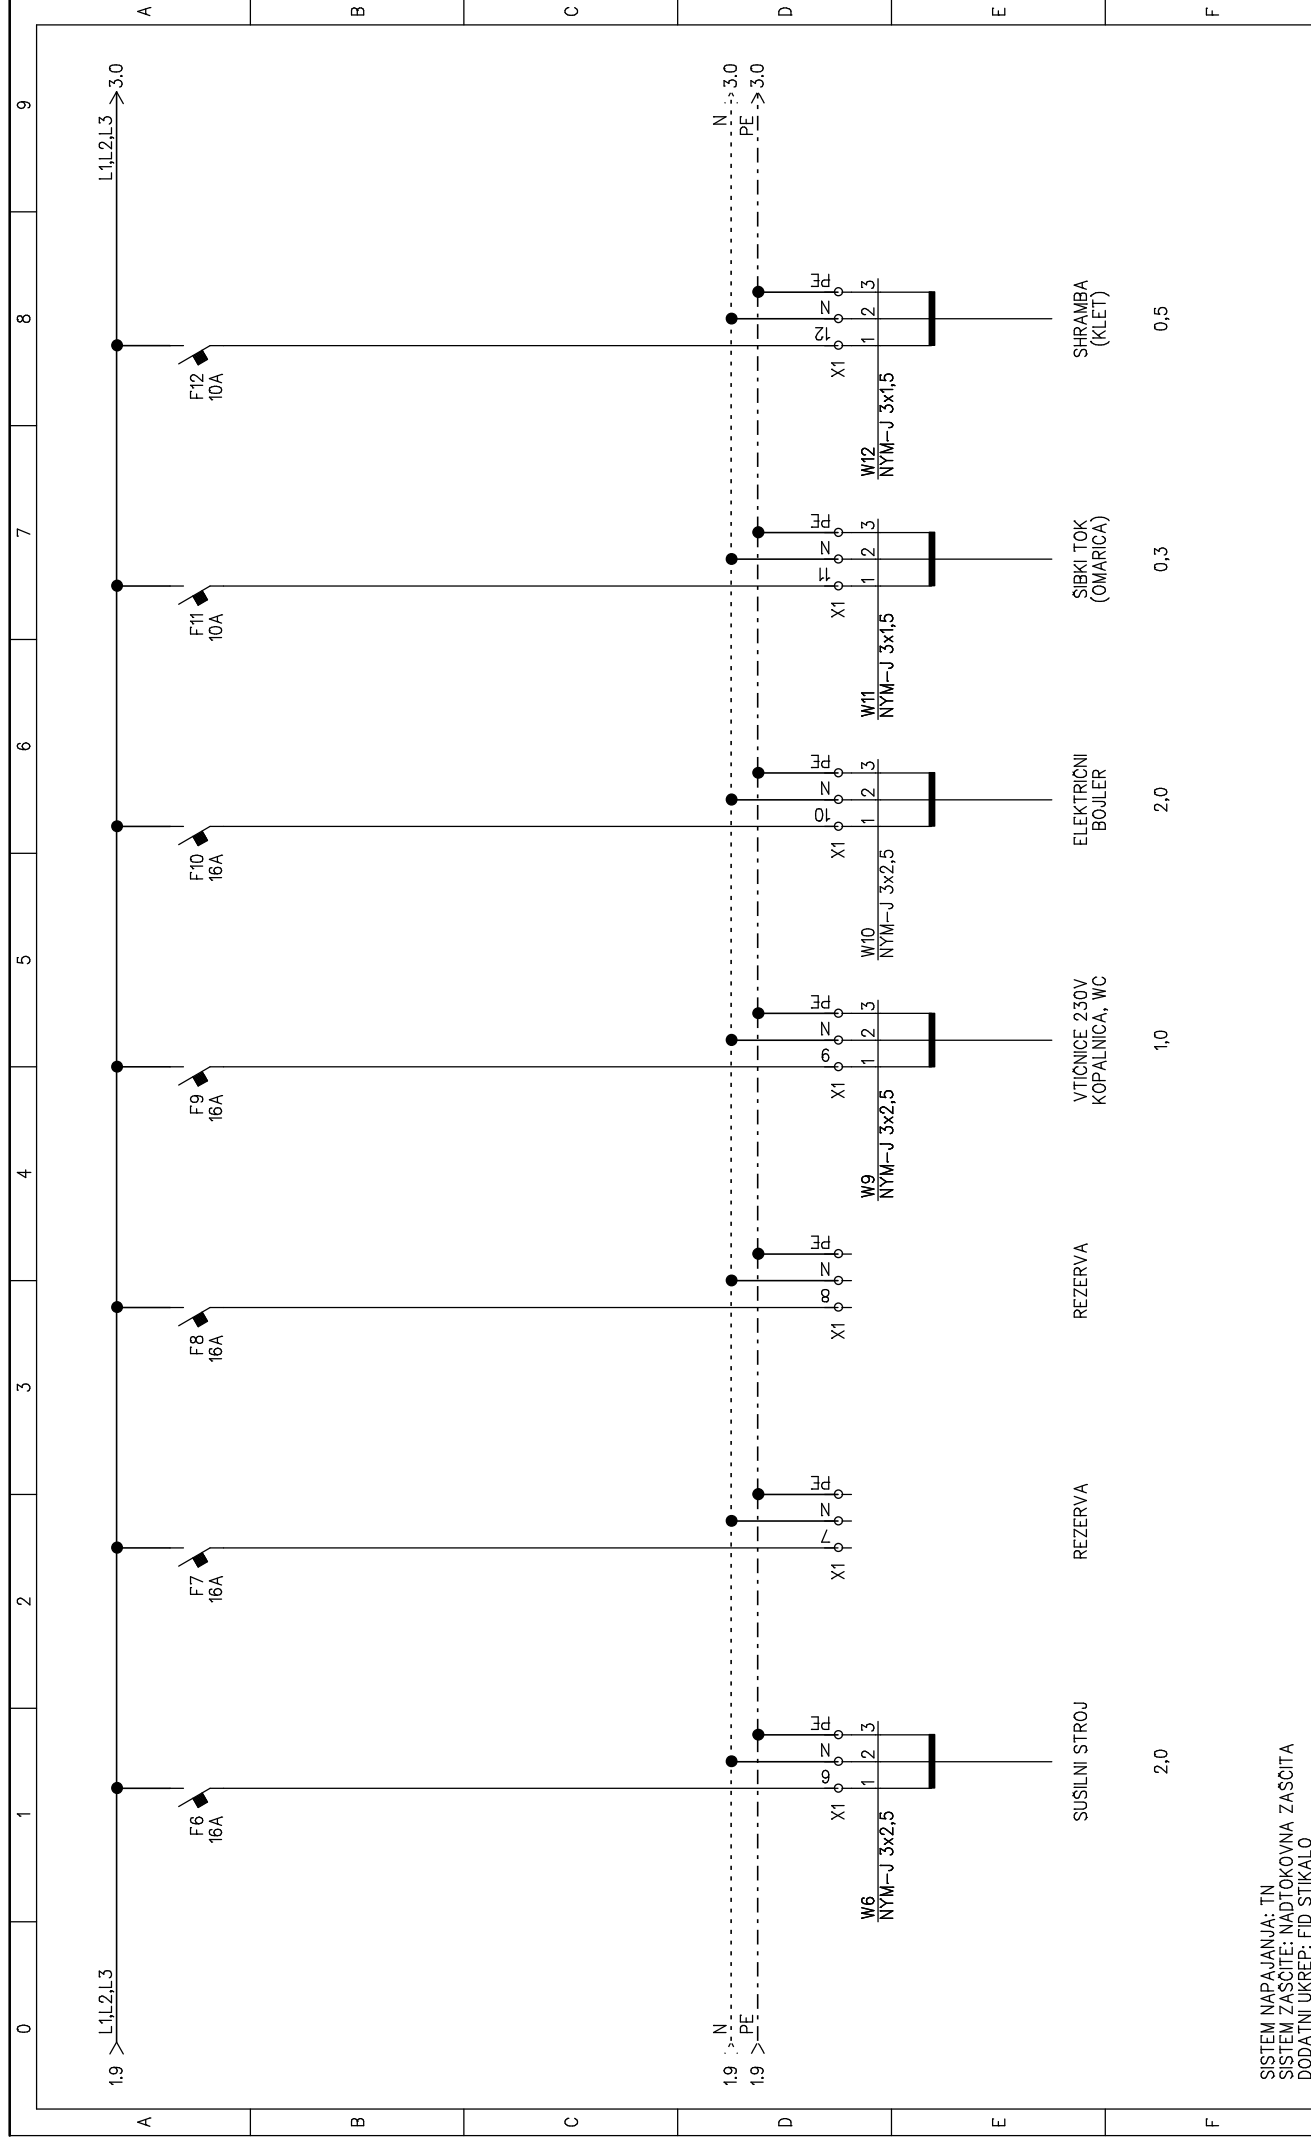 0 1 2 3 4 5 6 7 8 9
A
B
C
D
E
F
A
B
C
D
E
F
1.9 L1,L2,L3
L1,L2,L3 3.0
F6
16A
F7
16A
F8
16A
F9
16A
F10
16A
F11
10A
F12
10A
1.9 N
N 3.0
1.9 PE
PE 3.0
X1 6 N PE
X1 7 N PE
X1 8 N PE
X1 9 N PE
X1 10 N PE
X1 11 N PE
X1 12 N PE
W6 1 2 3
NYM-J 3x2,5
W9 1 2 3
NYM-J 3x2,5
W10 1 2 3
NYM-J 3x2,5
W11 1 2 3
NYM-J 3x1,5
W12 1 2 3
NYM-J 3x1,5
SUŠILNI STROJ
2,0
REZERVA
REZERVA
VTIČNICE 230V
KOPALNICA, WC
1,0
ELEKTRIČNI
BOJLER
2,0
ŠIBKI TOK
(OMARICA)
0,3
SHRAMBA
(KLET)
0,5
SISTEM NAPAJANJA: TN
SISTEM ZAŠČITE: NADTOKOVNA ZAŠČITA
DODATNI UKREP: FID STIKALO